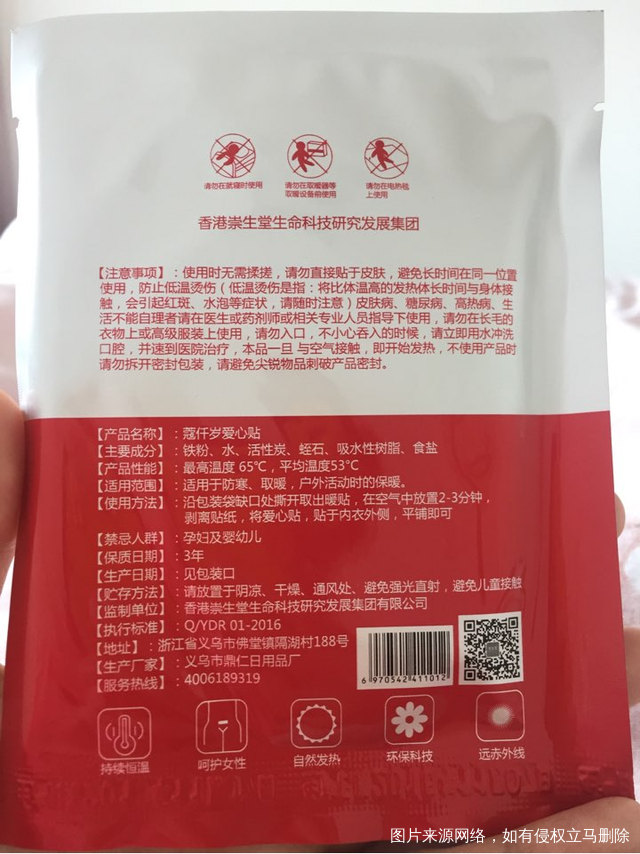 请勿在就寝时使用
请勿在取暖器等
取暖设备前使用
请勿在电热毯
上使用
香港崇生堂生命科技研究发展集团
【注意事项】：使用时无需揉搓，请勿直接贴于皮肤，避免长时间在同一位置
使用，防止低温烫伤（低温烫伤是指：将比体温高的发热体长时间与身体接
触，会引起红斑、水泡等症状，请随时注意）皮肤病、糖尿病、高热病、生
活不能自理者请在医生或药剂师或相关专业人员指导下使用，请勿在长毛的
衣物上或高级服装上使用，请勿入口，不小心吞入的时候，请立即用水冲洗
口腔，并速到医院治疗，本品一旦 与空气接触，即开始发热，不使用产品时
请勿拆开密封包装，请避免尖锐物品刺破产品密封。
【产品名称】：蔻仟岁爱心贴
【主要成分】：铁粉、水、活性炭、蛭石、吸水性树脂、食盐
【产品性能】：最高温度 65℃，平均温度53℃
【适用范围】：适用于防寒、取暖，户外活动时的保暖。
【使用方法】：沿包装袋缺口处撕开取出暖贴，在空气中放置2-3分钟，
剥离贴纸，将爱心贴，贴于内衣外侧，平铺即可
【禁忌人群】：孕妇及婴幼儿
【保质日期】：3年
【生产日期】：见包装口
【贮存方法】：请放置于阴凉、干燥、通风处、避免强光直射，避免儿童接触
【监制单位】：香港崇生堂生命科技研究发展集团有限公司
【执行标准】：Q/YDR 01-2016
【地址】：浙江省义乌市佛堂镇隔湖村188号
【生产厂家】：义乌市鼎仁日用品厂
【服务热线】：4006189319
6 970542 411012
持续恒温
呵护女性
自然发热
环保科技
远赤外线
图片来源网络，如有侵权立马删除